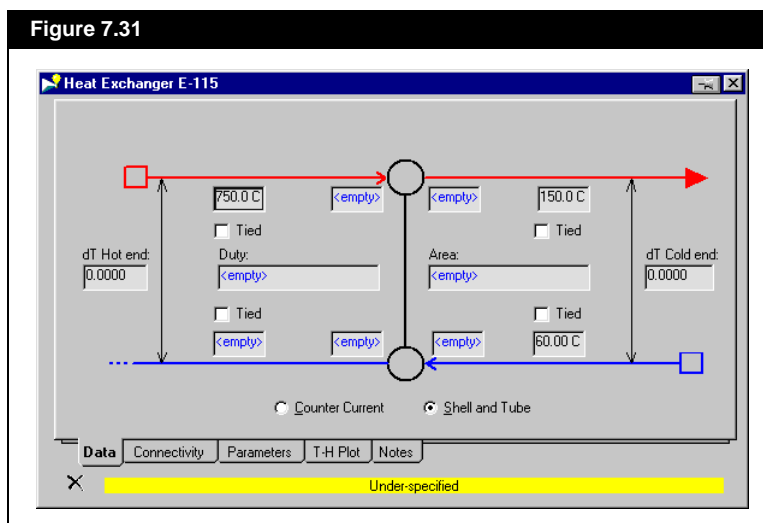 Figure 7.31
Heat Exchanger E-115
750.0 C <empty> <empty> 150.0 C
Tied Tied
dT Hot end: Duty: Area: dT Cold end:
0.0000 <empty> <empty> 0.0000
Tied Tied
<empty> <empty> <empty> 60.00 C
Counter Current Shell and Tube
Data Connectivity Parameters T-H Plot Notes
Under-specified